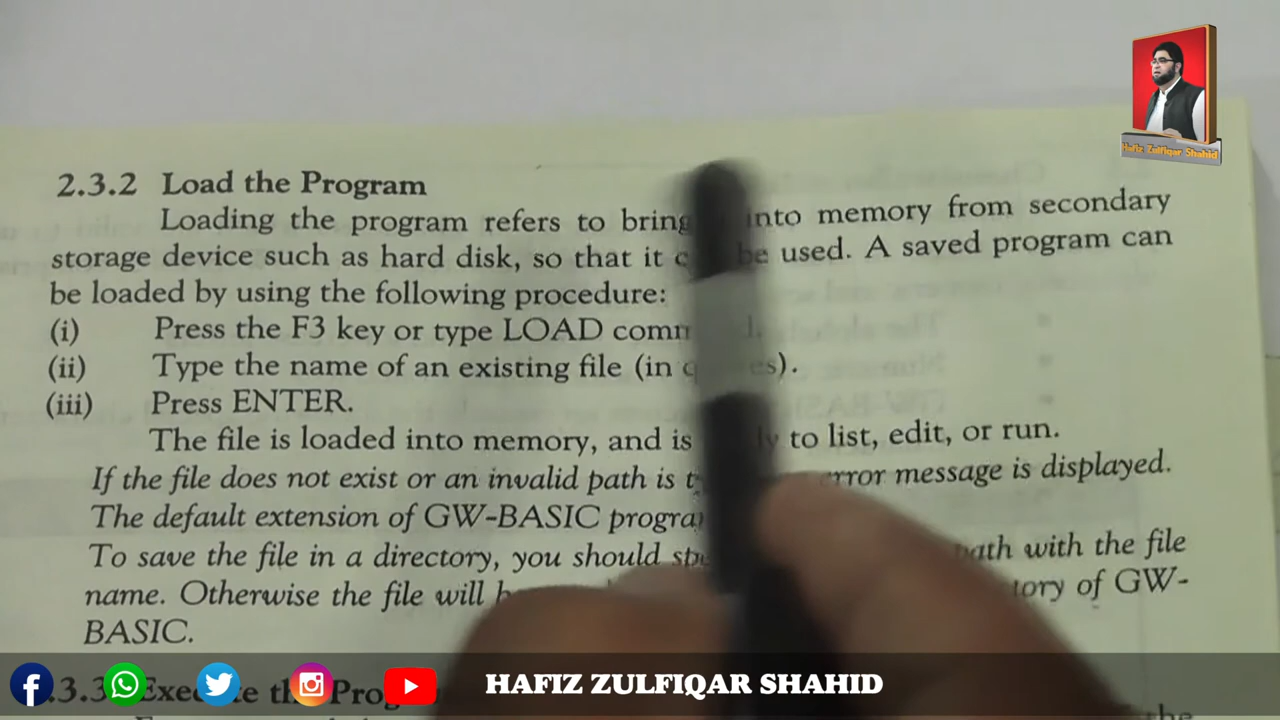 Hafiz Zulfiqar Shahid
2.3.2 Load the Program
Loading the program refers to bring into memory from secondary
storage device such as hard disk, so that it be used. A saved program can
be loaded by using the following procedure:
(i) Press the F3 key or type LOAD
(ii) Type the name of an existing file (in
(iii) Press ENTER.
The file is loaded into memory, and is to list, edit, or run.
If the file does not exist or an invalid path is error message is displayed.
The default extension of GW-BASIC
To save the file in a directory, you should path with the file
name. Otherwise the file will of GW-
BASIC.
the
HAFIZ ZULFIQAR SHAHID